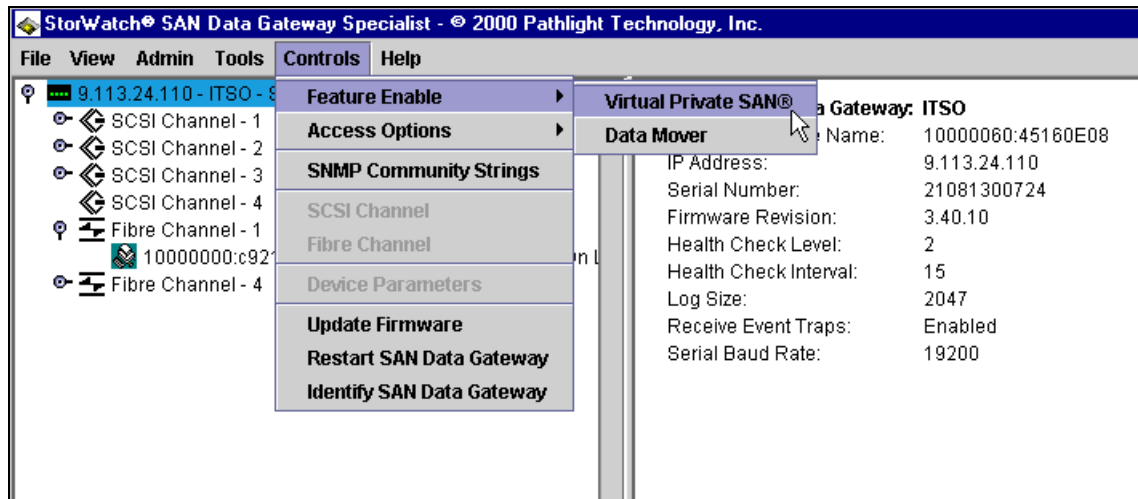 StorWatch® SAN Data Gateway Specialist - © 2000 Pathlight Technology, Inc.
File View Admin Tools Controls Help
9.113.24.110 - ITSO - S
SCSI Channel - 1
SCSI Channel - 2
SCSI Channel - 3
SCSI Channel - 4
Fibre Channel - 1
10000000:c921
Fibre Channel - 4
Feature Enable
Access Options
SNMP Community Strings
SCSI Channel
Fibre Channel
Device Parameters
Update Firmware
Restart SAN Data Gateway
Identify SAN Data Gateway
Virtual Private SAN®
Data Mover
a Gateway: ITSO
Name: 10000060:45160E08
IP Address: 9.113.24.110
Serial Number: 21081300724
Firmware Revision: 3.40.10
Health Check Level: 2
Health Check Interval: 15
Log Size: 2047
Receive Event Traps: Enabled
Serial Baud Rate: 19200